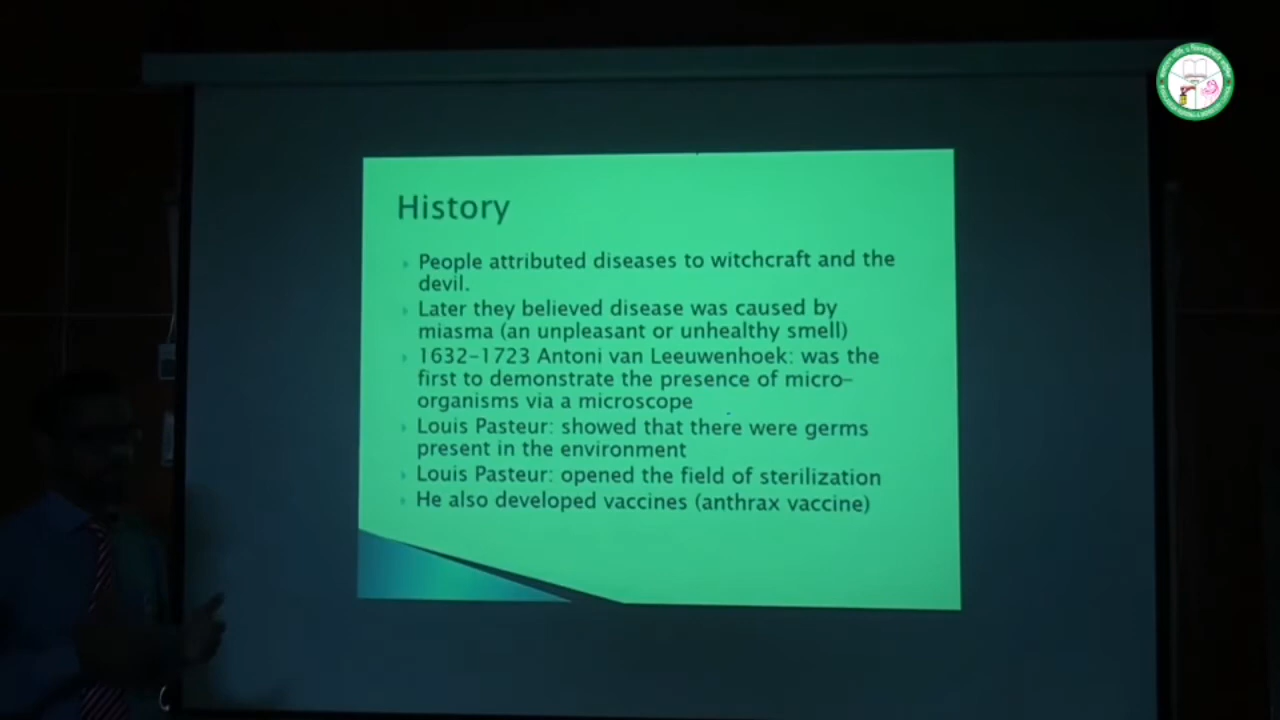 History
People attributed diseases to witchcraft and the
devil.
Later they believed disease was caused by
miasma (an unpleasant or unhealthy smell)
1632-1723 Antoni van Leeuwenhoek: was the
first to demonstrate the presence of micro-
organisms via a microscope
Louis Pasteur: showed that there were germs
present in the environment
Louis Pasteur: opened the field of sterilization
He also developed vaccines (anthrax vaccine)